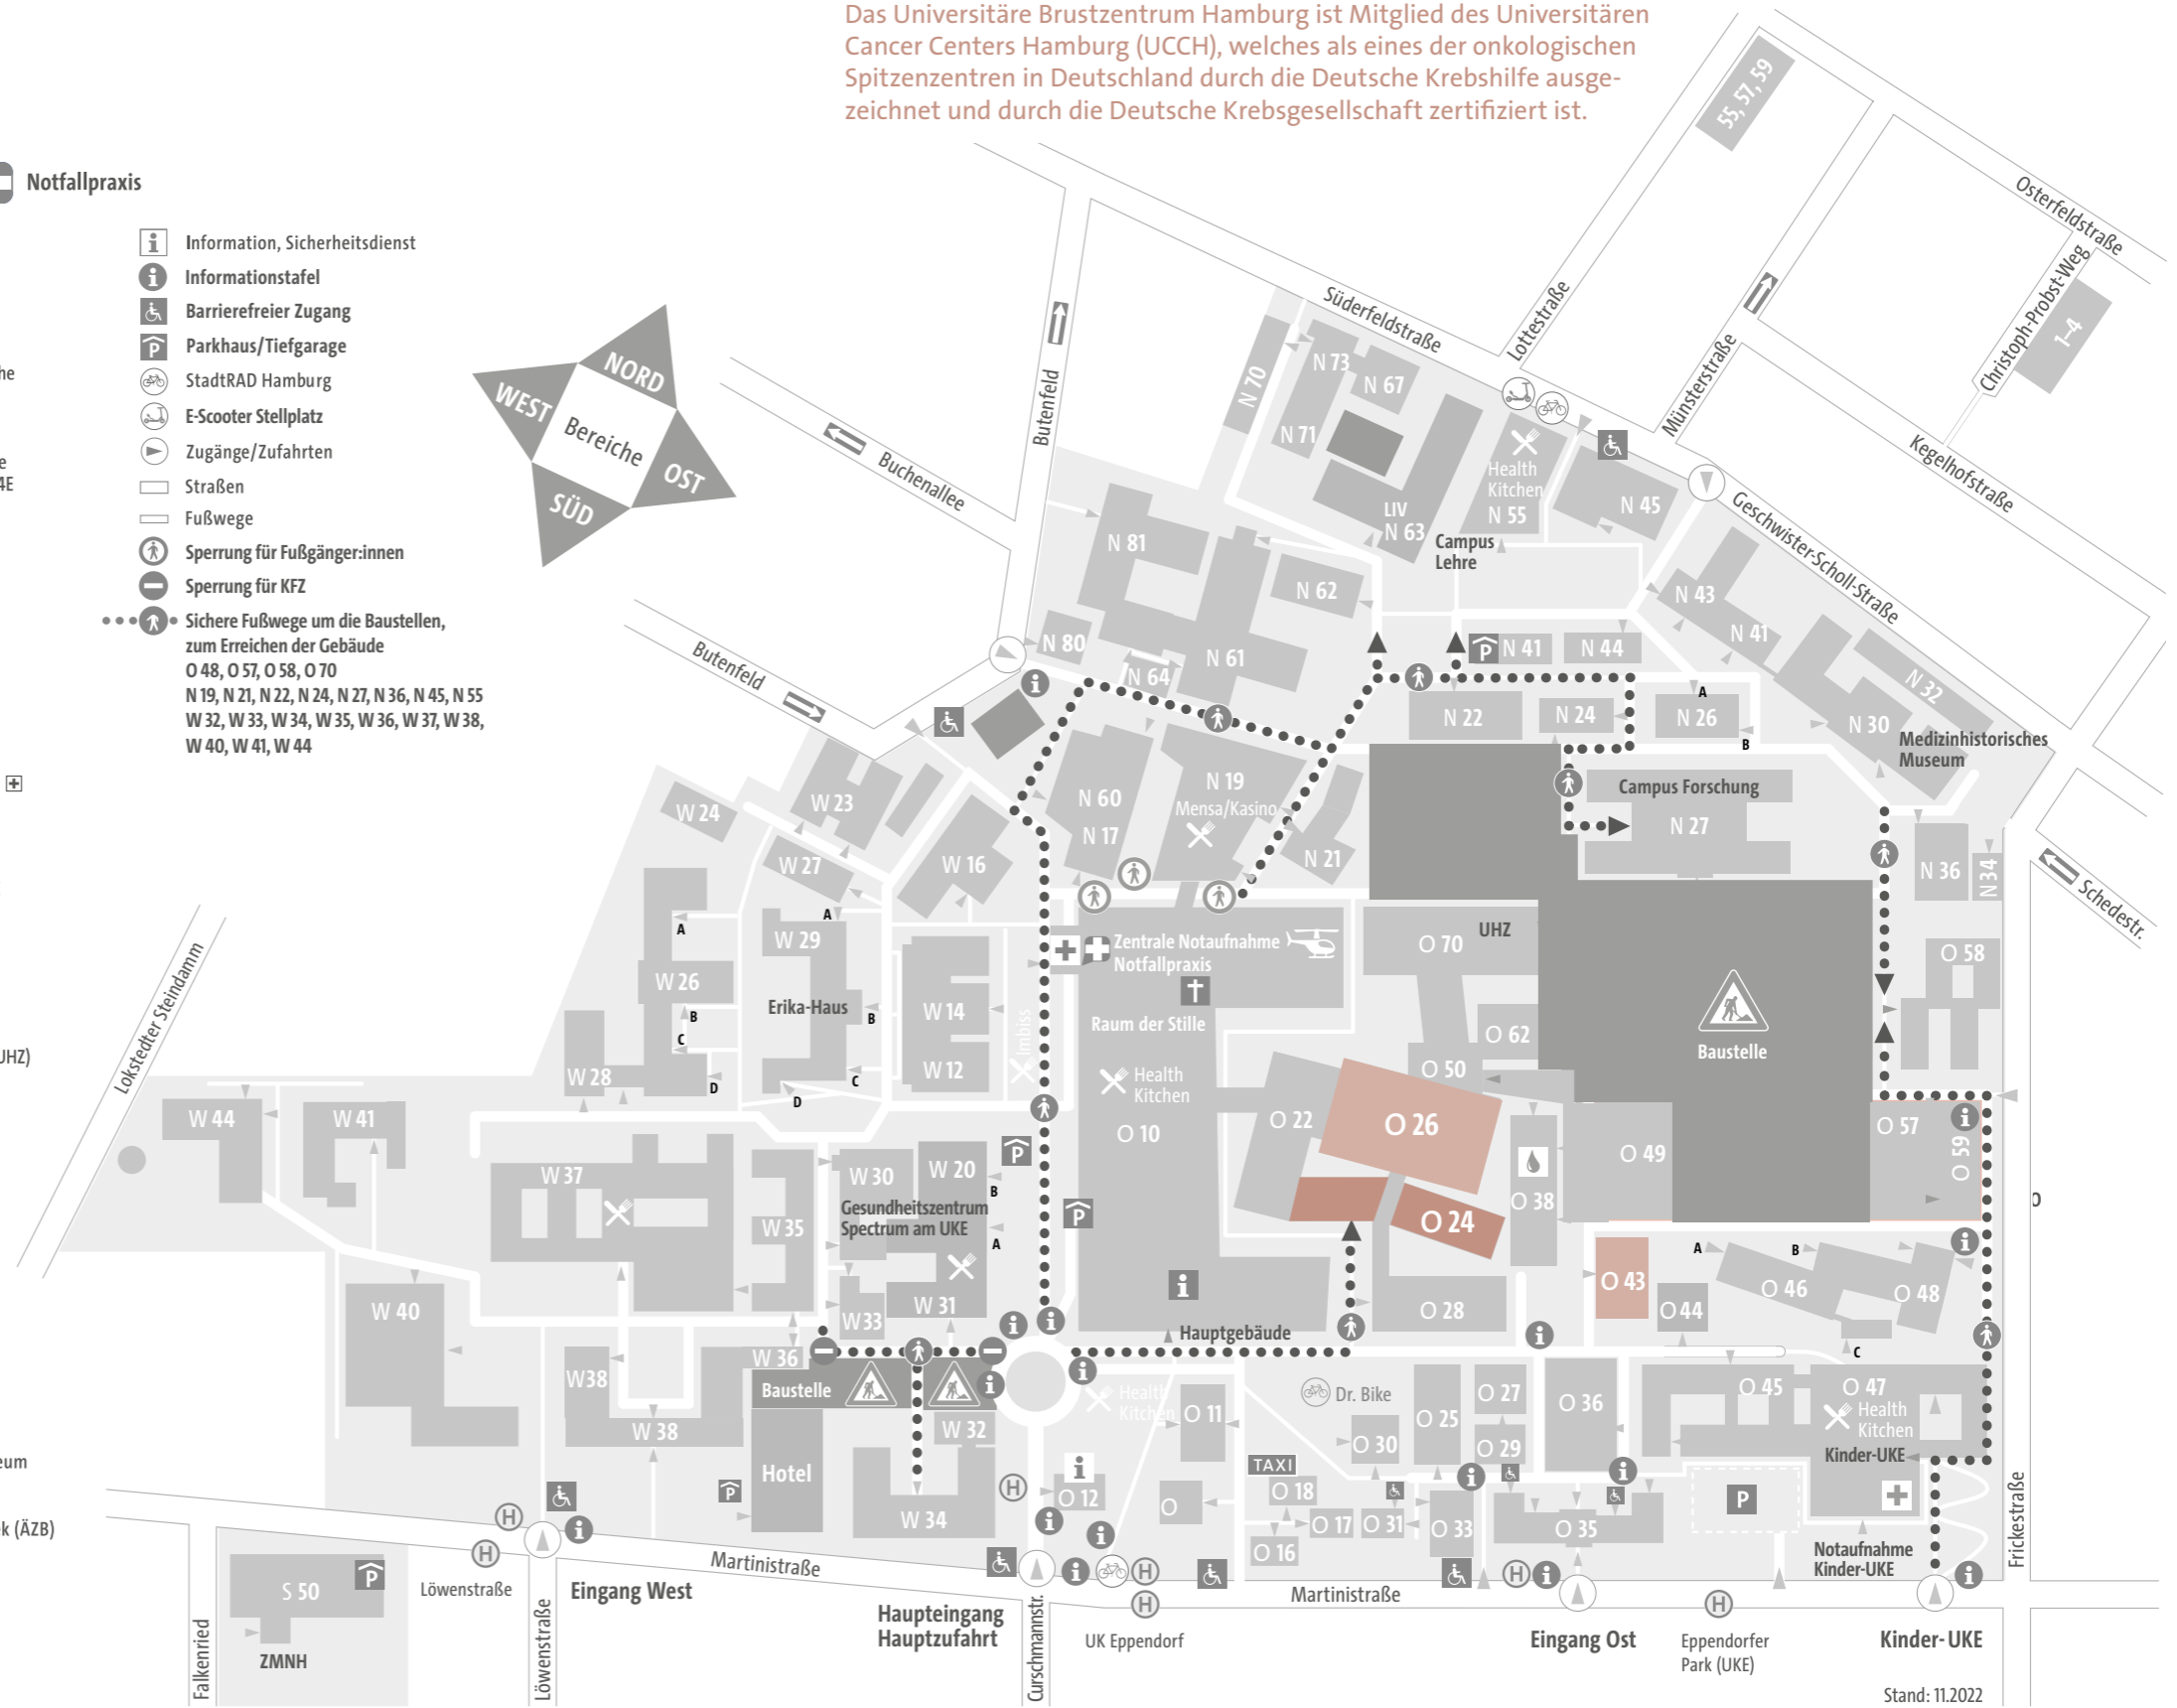 Das Universitäre Brustzentrum Hamburg ist Mitglied des Universitären
Cancer Centers Hamburg (UCCH), welches als eines der onkologischen
Spitzenzentren in Deutschland durch die Deutsche Krebshilfe ausge-
zeichnet und durch die Deutsche Krebsgesellschaft zertifiziert ist.
Notfallpraxis
Information, Sicherheitsdienst
Informationstafel
Barrierefreier Zugang
Parkhaus/Tiefgarage
StadtRAD Hamburg
E-Scooter Stellplatz
Zugänge/Zufahrten
Straßen
Fußwege
Sperrung für Fußgänger:innen
Sperrung für KFZ
Sichere Fußwege um die Baustellen,
zum Erreichen der Gebäude
O 48, O 57, O 58, O 70
N 19, N 21, N 22, N 24, N 27, N 36, N 45, N 55
W 32, W 33, W 34, W 35, W 36, W 37, W 38,
W 40, W 41, W 44
he
e
4E
UHZ)
eum
k (ÄZB)
NORD
WEST
Bereiche
OST
SÜD
55, 57, 59
Osterfeldstraße
Christoph-Probst-Weg
1–4
Kegelhofstraße
Münsterstraße
Lottestraße
Süderfeldstraße
Geschwister-Scholl-Straße
Butenfeld
Buchenallee
Butenfeld
Schedestr.
Lokstedter Steindamm
N 70
N 73
N 67
N 71
LIV
N 63
Health
Kitchen
N 55
Campus
Lehre
N 45
N 81
N 62
N 43
N 41
N 80
N 61
N 64
P
N 41
N 44
N 32
N 22
N 24
A
N 26
B
N 30
Medizinhistorisches
Museum
N 60
N 17
N 19
Mensa/Kasino
N 21
Campus Forschung
N 27
N 36
N 34
W 24
W 23
W 27
W 16
A
W 29
A
W 26
B
C
D
Erika-Haus
B
C
D
W 14
W 12
Imbiss
W 28
W 44
W 41
Zentrale Notaufnahme
Notfallpraxis
Raum der Stille
Health
Kitchen
O 10
O 70
UHZ
O 62
O 50
Baustelle
O 58
O 22
O 26
O 24
O 38
O 49
O 57
O 59
O
W 37
W 35
W 30
W 20
B
A
Gesundheitszentrum
Spectrum am UKE
P
P
W 31
W 33
W 40
W 36
Baustelle
W38
W 38
Hotel
P
W 32
W 34
Hauptgebäude
O 28
O 43
O 44
A
B
O 46
O 48
C
Health
Kitchen
O 11
Dr. Bike
O 25
O 27
O 29
O 30
O 36
O 45
O 47
Health
Kitchen
Kinder-UKE
TAXI
H
O 12
O
O 18
O 17
O 31
O 16
O 33
O 35
P
Notaufnahme
Kinder-UKE
Frickestraße
H
H
Löwenstraße
Martinistraße
H
H
Martinistraße
H
H
S 50
P
ZMNH
Falkenried
Löwenstraße
Eingang West
Haupteingang
Hauptzufahrt
Curschmannstr.
UK Eppendorf
Eingang Ost
Eppendorfer
Park (UKE)
Kinder-UKE
Stand: 11.2022